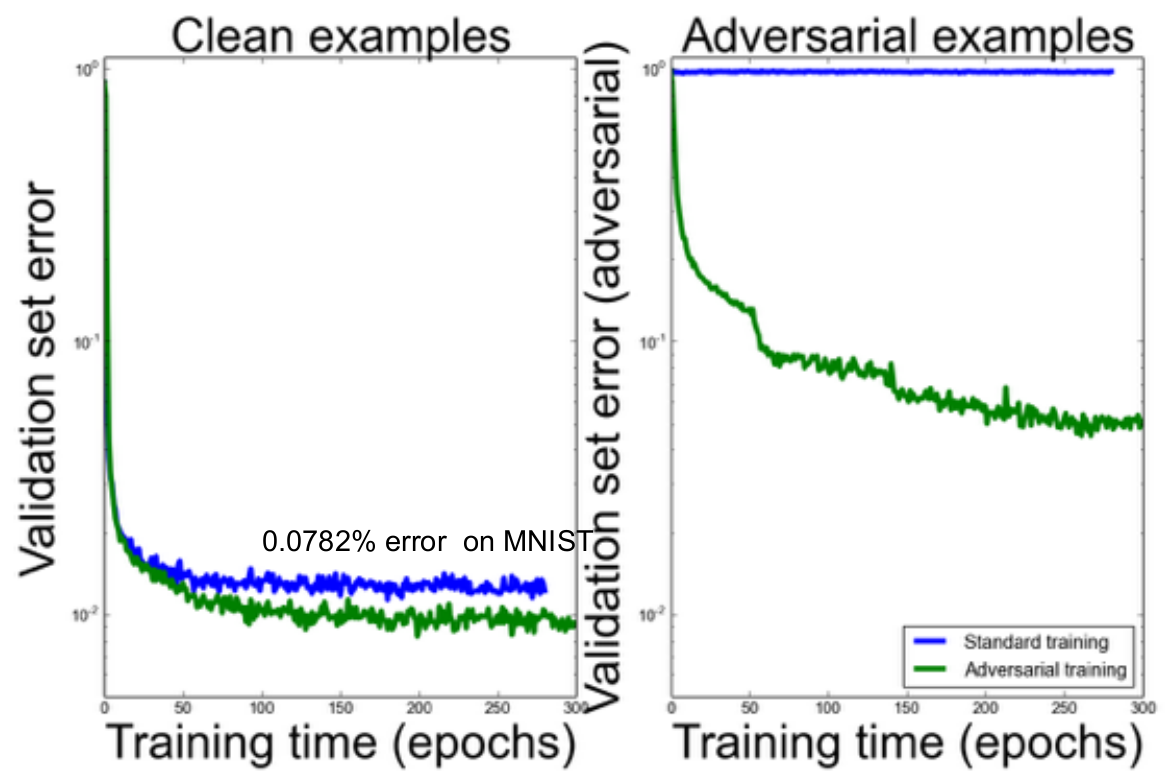 Clean examples
Adversarial examples
Validation set error
10^0
10^-1
10^-2
0.0782% error  on MNIST
0 50 100 150 200 250 300
Training time (epochs)
Validation set error (adversarial)
10^0
10^-1
10^-2
Standard training
Adversarial training
0 50 100 150 200 250 300
Training time (epochs)